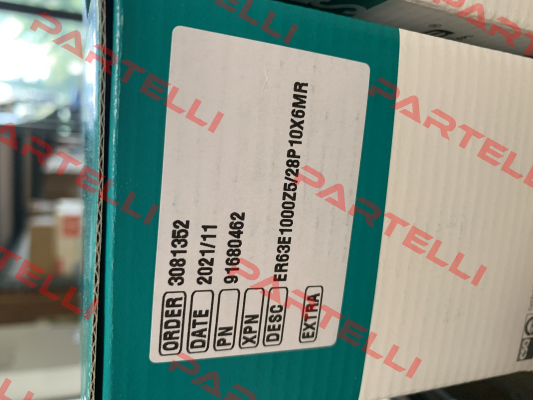 ORDER 3081352
DATE 2021/11
PN 91680462
XPN
DESC ER63E1000Z5/28P10X6MR
EXTRA
PARTELLI
PARTELLI
PARTELLI
PARTELLI
PARTELLI